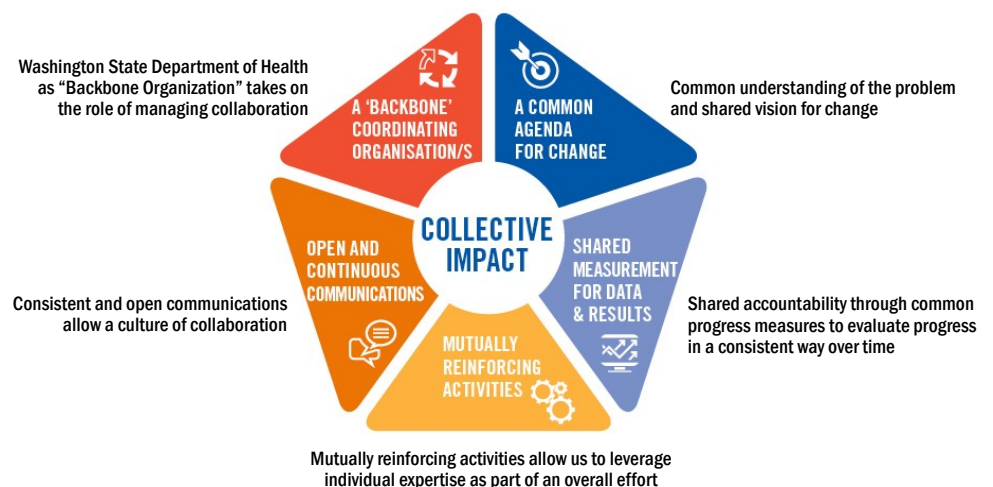 Washington State Department of Health
as “Backbone Organization” takes on
the role of managing collaboration
A ‘BACKBONE’
COORDINATING
ORGANISATION/S
A COMMON
AGENDA
FOR CHANGE
Common understanding of the problem
and shared vision for change
COLLECTIVE
IMPACT
OPEN AND
CONTINUOUS
COMMUNICATIONS
SHARED
MEASUREMENT
FOR DATA
& RESULTS
Consistent and open communications
allow a culture of collaboration
Shared accountability through common
progress measures to evaluate progress
in a consistent way over time
MUTUALLY
REINFORCING
ACTIVITIES
Mutually reinforcing activities allow us to leverage
individual expertise as part of an overall effort